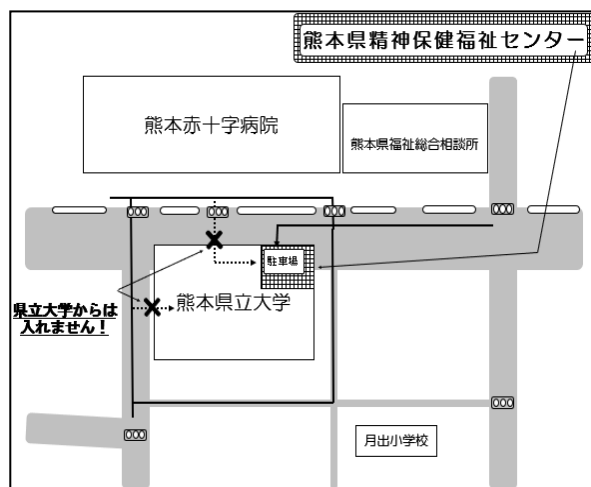 熊本県精神保健福祉センター
熊本赤十字病院
熊本県福祉総合相談所
駐車場
熊本県立大学
県立大学からは
入れません！
月出小学校